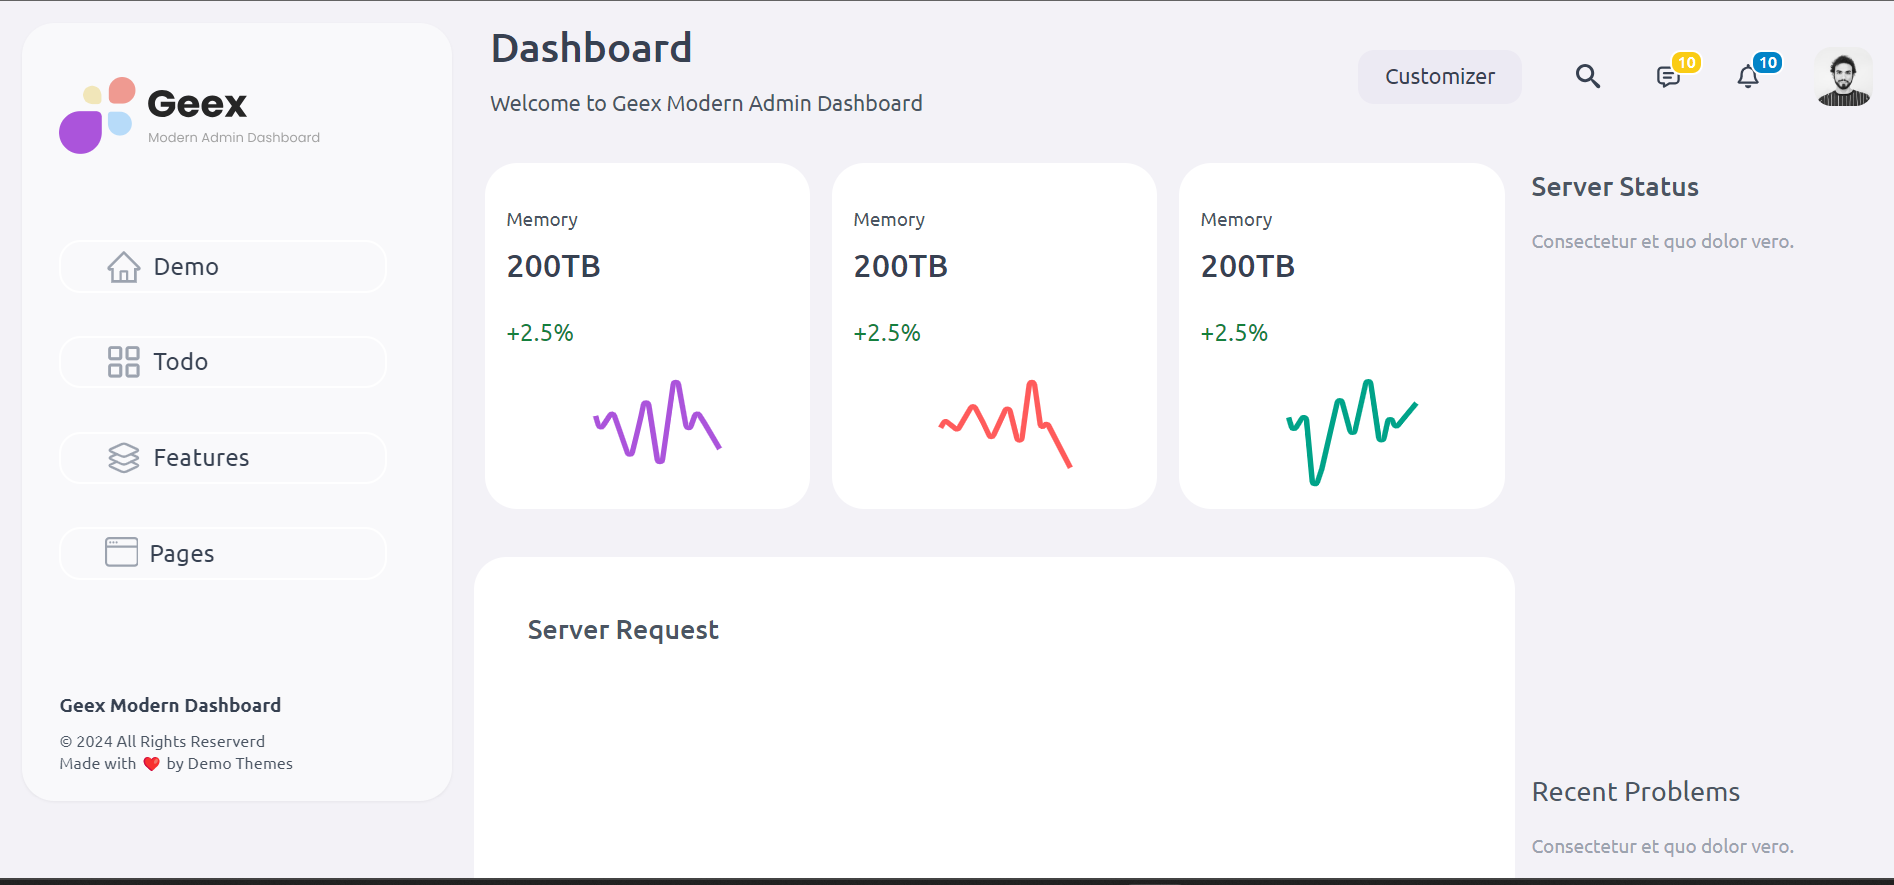 Geex
Modern Admin Dashboard
Demo
Todo
Features
Pages
Geex Modern Dashboard
© 2024 All Rights Reserverd
Made with ❤️ by Demo Themes
Dashboard
Welcome to Geex Modern Admin Dashboard
Customizer
10
10
Memory
200TB
+2.5%
Memory
200TB
+2.5%
Memory
200TB
+2.5%
Server Status
Consectetur et quo dolor vero.
Server Request
Recent Problems
Consectetur et quo dolor vero.